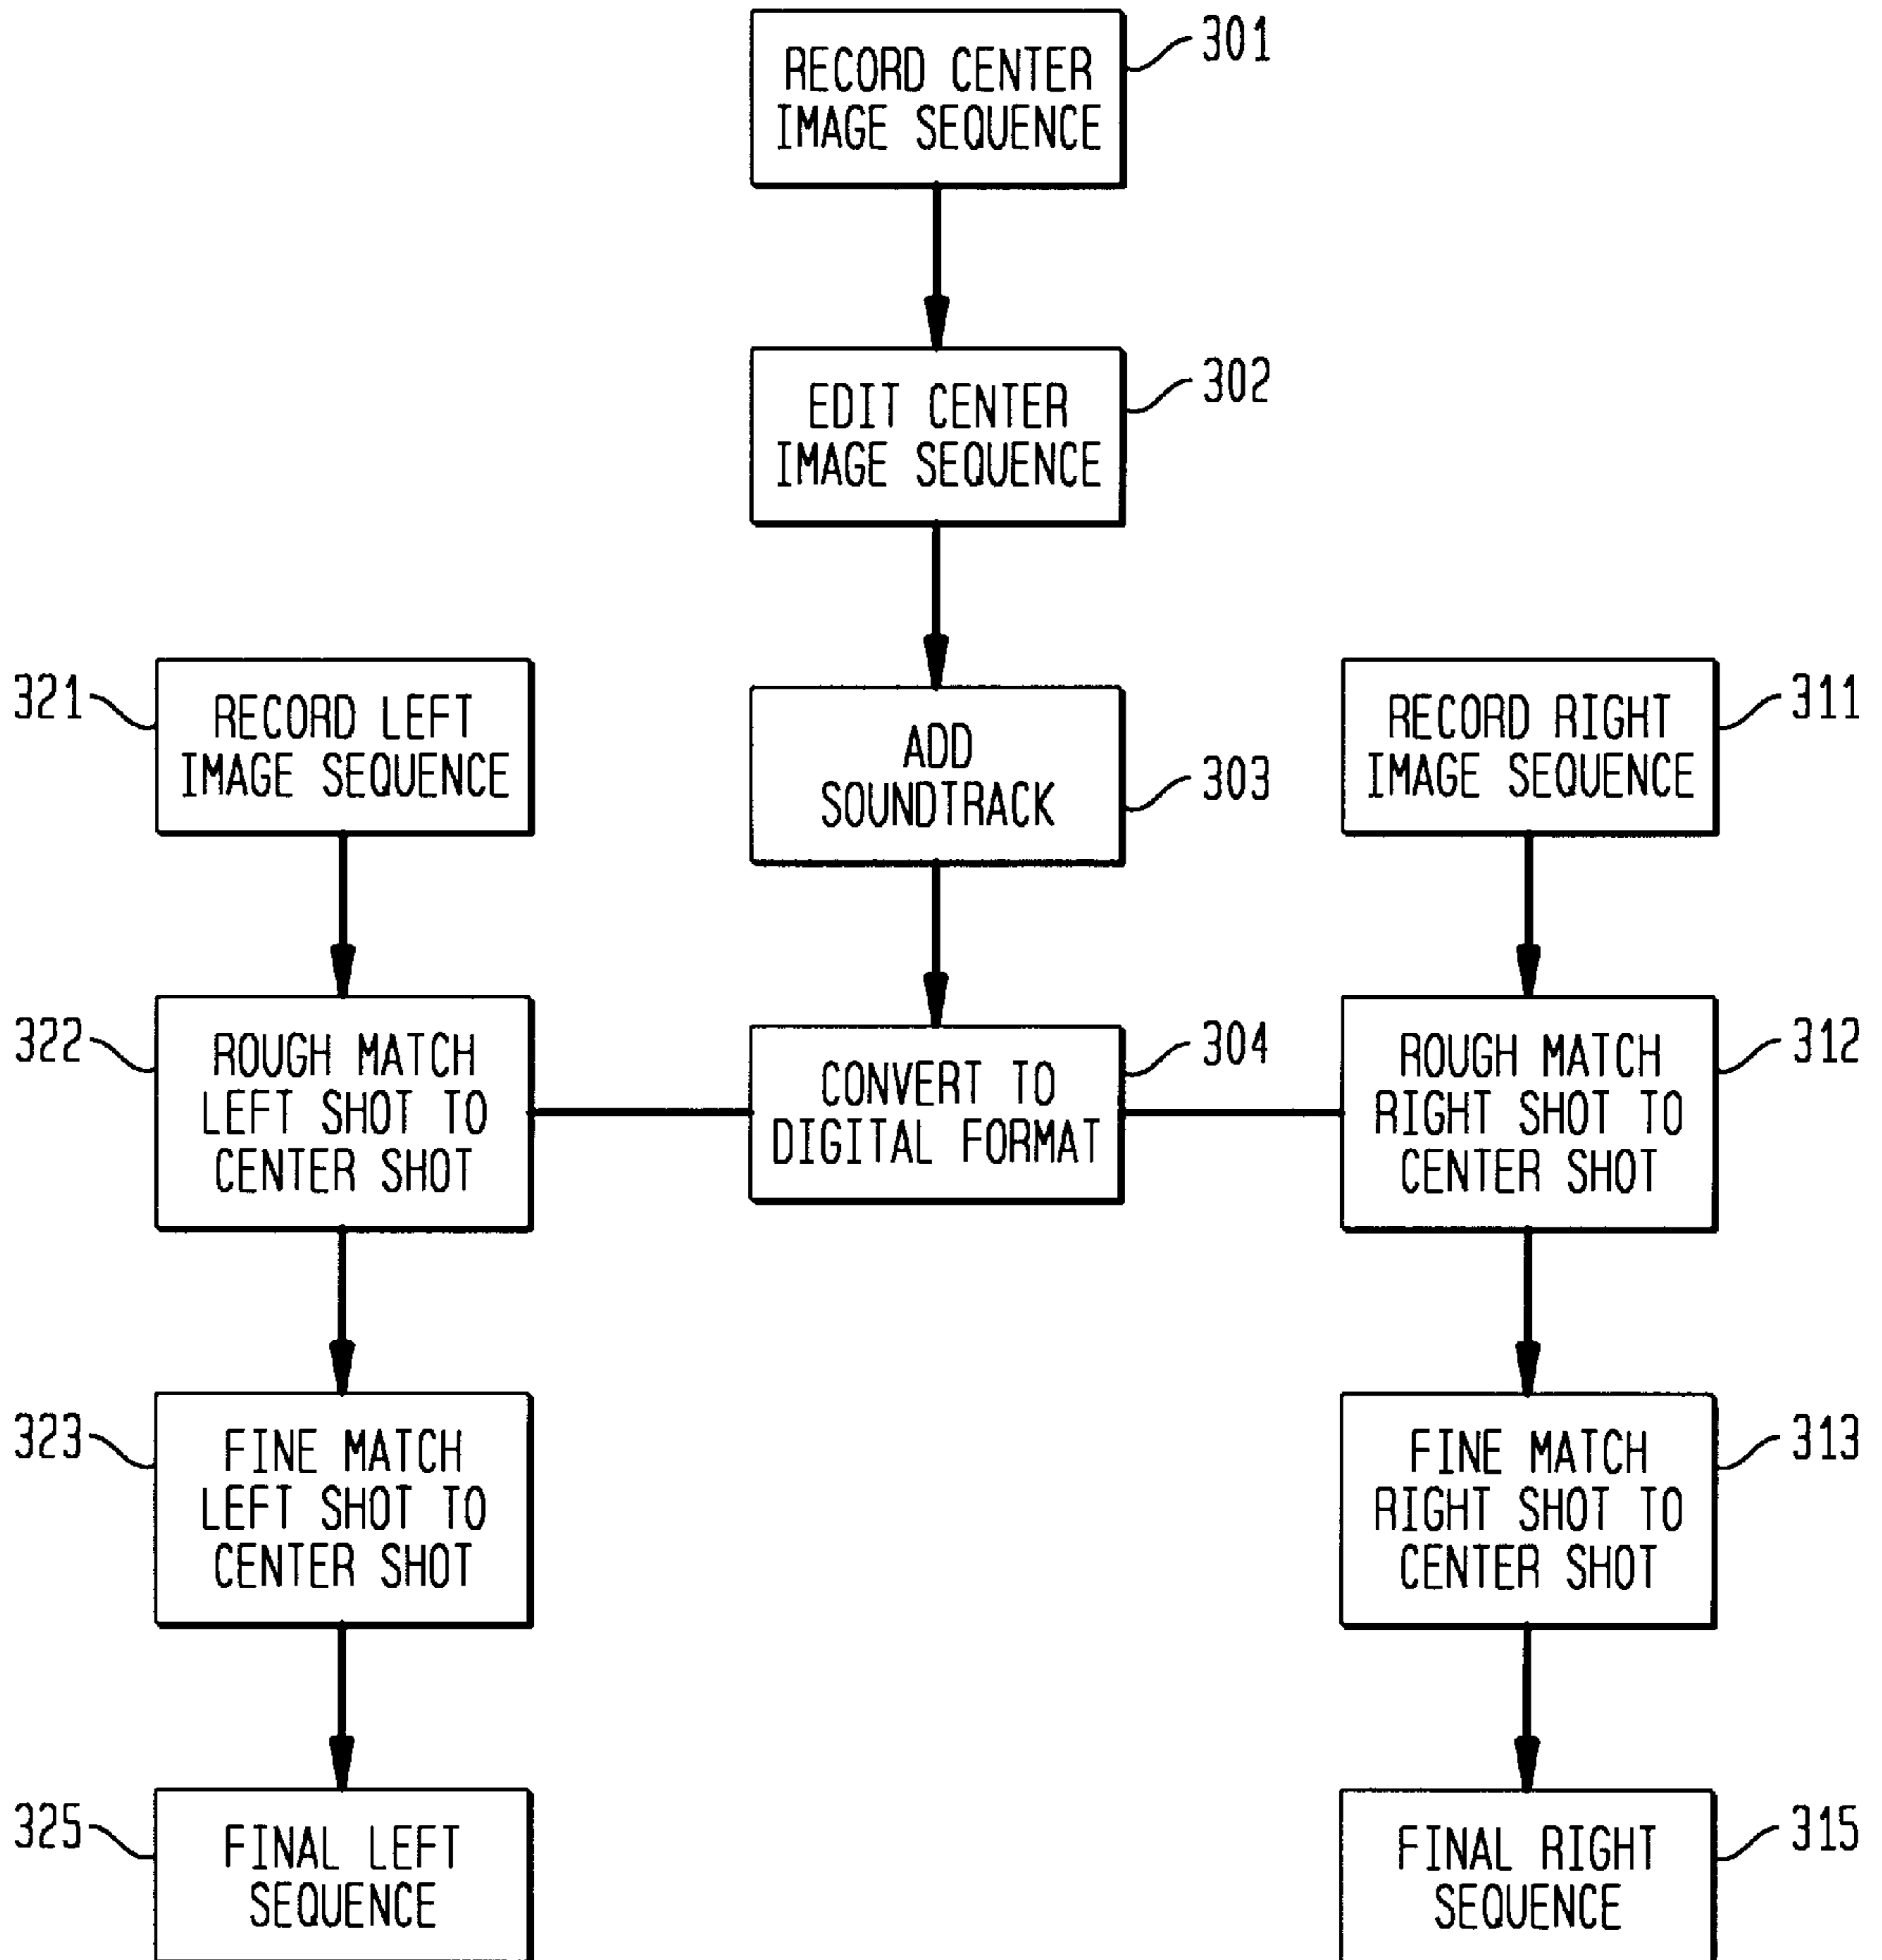 RECORD CENTER
IMAGE SEQUENCE
301
EDIT CENTER
IMAGE SEQUENCE
302
ADD
SOUNDTRACK
303
CONVERT TO
DIGITAL FORMAT
304
321
RECORD LEFT
IMAGE SEQUENCE
322
ROUGH MATCH
LEFT SHOT TO
CENTER SHOT
323
FINE MATCH
LEFT SHOT TO
CENTER SHOT
325
FINAL LEFT
SEQUENCE
RECORD RIGHT
IMAGE SEQUENCE
311
ROUGH MATCH
RIGHT SHOT TO
CENTER SHOT
312
FINE MATCH
RIGHT SHOT TO
CENTER SHOT
313
FINAL RIGHT
SEQUENCE
315